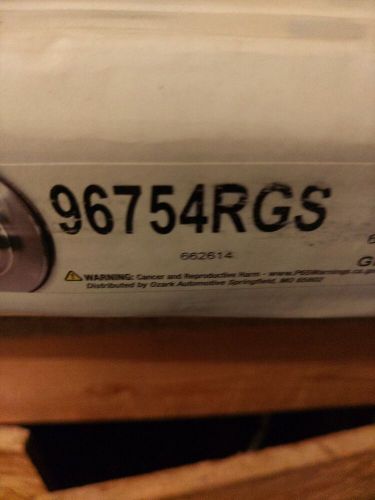 96754RGS
662614
WARNING: Cancer and Reproductive Harm - www.P65Warnings.ca.gov
Distributed by Ozark Automotive Springfield, MO 65802